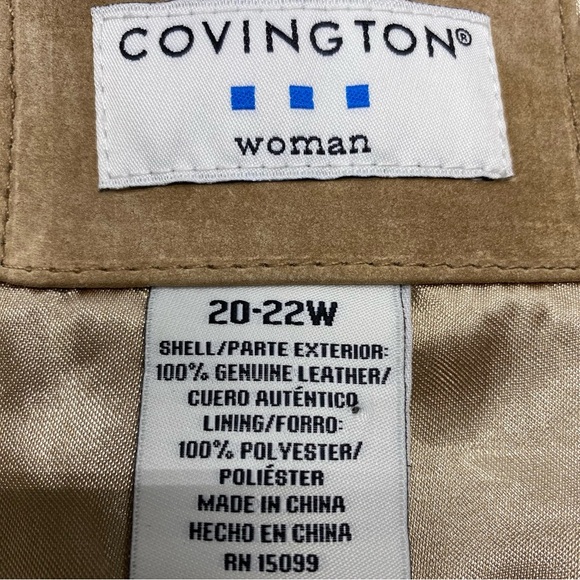 COVINGTON®
woman
20-22W
SHELL/PARTE EXTERIOR:
100% GENUINE LEATHER/
CUERO AUTÉNTICO
LINING/FORRO:
100% POLYESTER/
POLIÉSTER
MADE IN CHINA
HECHO EN CHINA
RN 15099